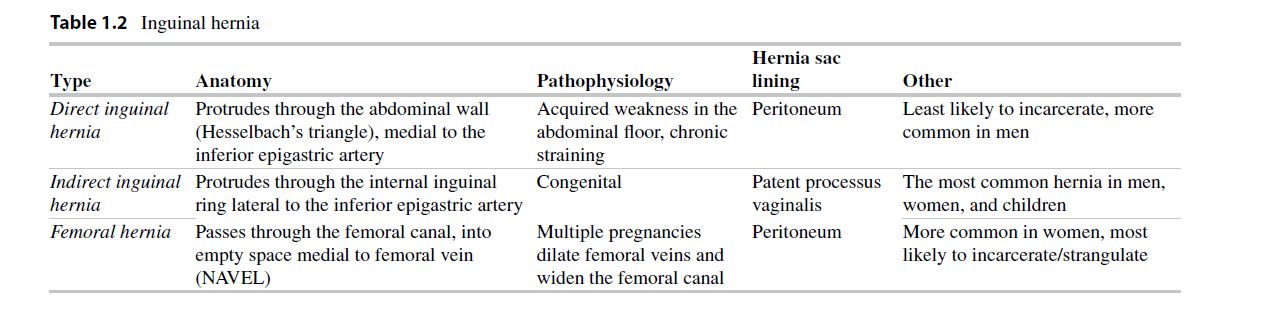 Table 1.2 Inguinal hernia
Hernia sac
Type Anatomy Pathophysiology lining Other
Direct inguinal Protrudes through the abdominal wall Acquired weakness in the Peritoneum Least likely to incarcerate, more
hernia (Hesselbach's triangle), medial to the abdominal floor, chronic common in men
inferior epigastric artery straining
Indirect inguinal Protrudes through the internal inguinal Congenital Patent processus The most common hernia in men,
hernia ring lateral to the inferior epigastric artery vaginalis women, and children
Femoral hernia Passes through the femoral canal, into Multiple pregnancies Peritoneum More common in women, most
empty space medial to femoral vein dilate femoral veins and likely to incarcerate/strangulate
(NAVEL) widen the femoral canal